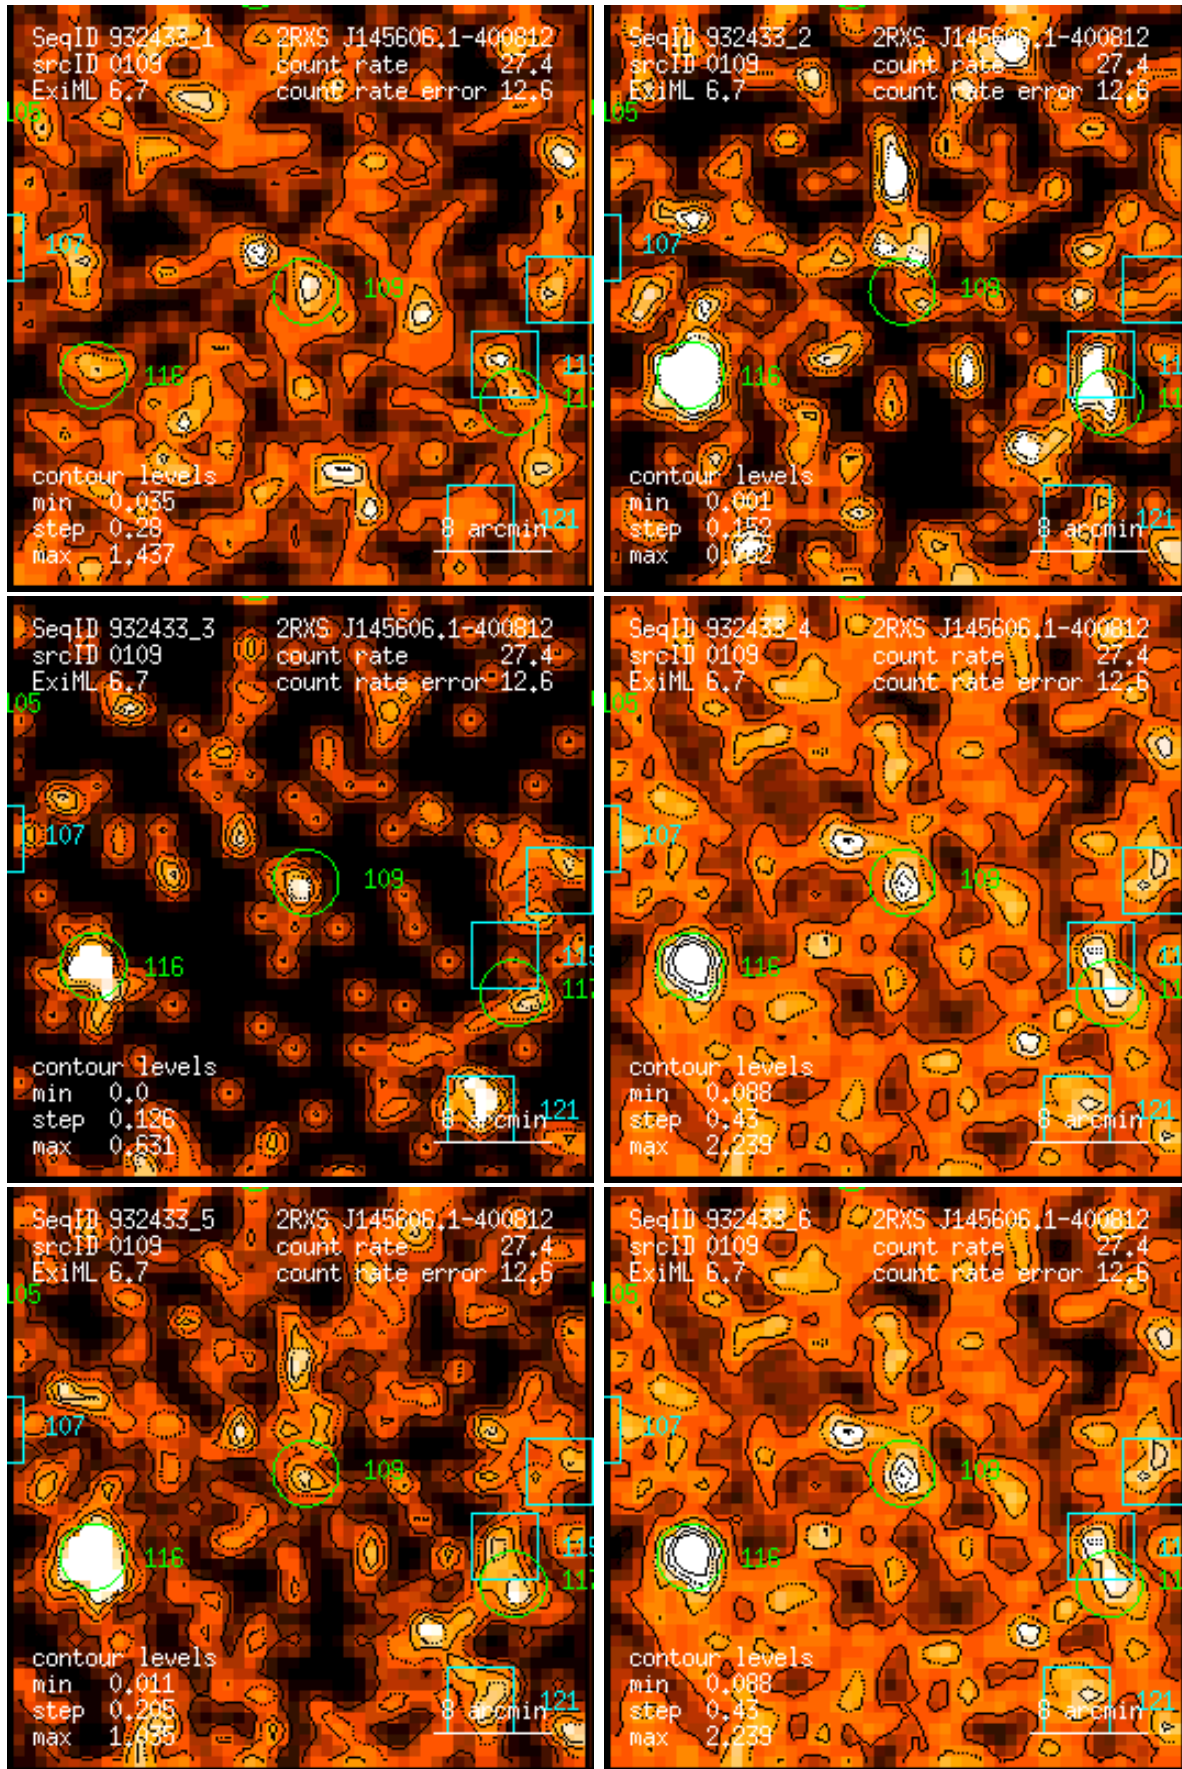 SeqID 932433_1 2RXS J145606.1-400812
srcID 0109 count rate 27.4
ExiML 6.7 count rate error 12.6
105
107
109
116
contour levels
min 0.035
step 0.28
max 1.437
8 arcmin
121
SeqID 932433_2 2RXS J145606.1-400812
srcID 0109 count rate 27.4
ExiML 6.7 count rate error 12.6
105
107
109
116
contour levels
min 0.001
step 0.152
max
8 arcmin
121
SeqID 932433_3 2RXS J145606.1-400812
srcID 0109 count rate 27.4
ExiML 6.7 count rate error 12.6
105
107
109
116
contour levels
min 0.0
step 0.126
max 0.631
8 arcmin
121
SeqID 932433_4 2RXS J145606.1-400812
srcID 0109 count rate 27.4
ExiML 6.7 count rate error 12.6
107
109
116
contour levels
min 0.088
step 0.43
max 2.239
8 arcmin
121
SeqID 932433_5 2RXS J145606.1-400812
srcID 0109 count rate 27.4
ExiML 6.7 count rate error 12.6
105
107
109
116
contour levels
min 0.011
step 0.205
max 1.035
8 arcmin
121
SeqID 932433_6 2RXS J145606.1-400812
srcID 0109 count rate 27.4
ExiML 6.7 count rate error 12.6
107
109
116
contour levels
min 0.088
step 0.43
max 2.239
8 arcmin
121